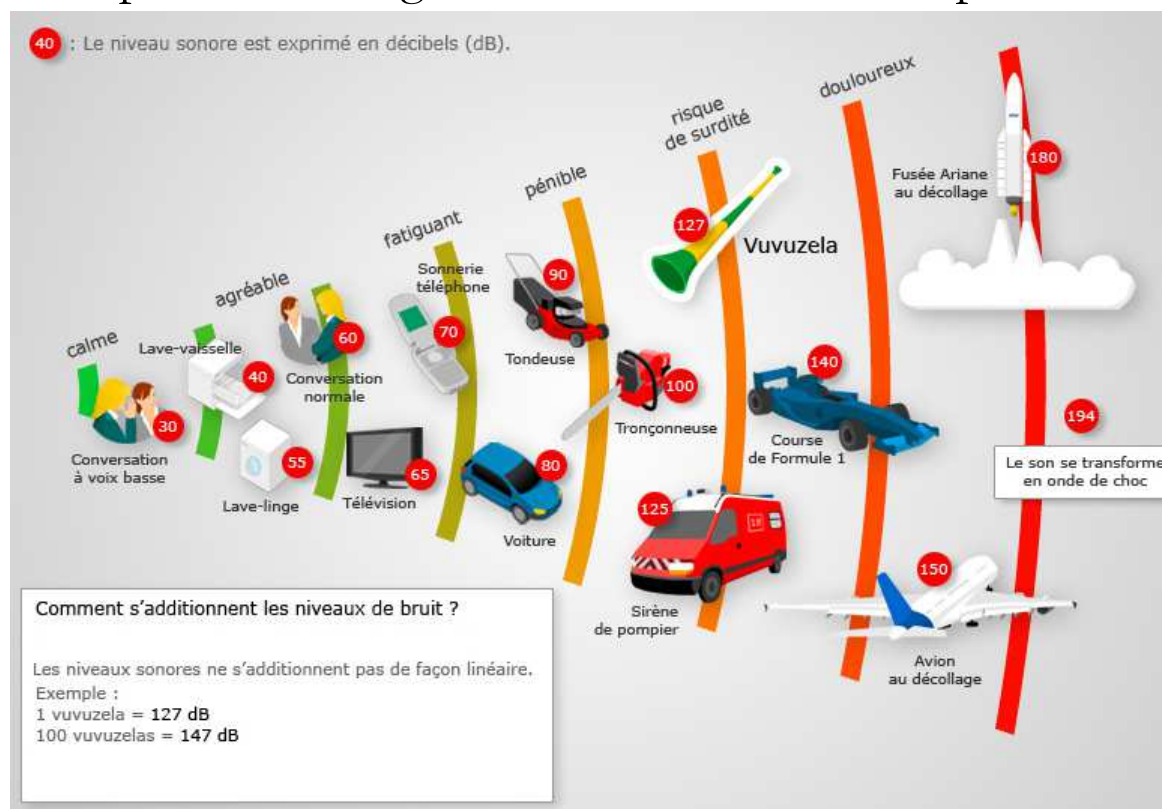 40 : Le niveau sonore est exprimé en décibels (dB).
calme
agréable
fatiguant
pénible
risque
de surdité
douloureux
30
Conversation
à voix basse
Lave-vaisselle
40
55
Lave-linge
60
Conversation
normale
65
Télévision
Sonnerie
téléphone
70
80
Voiture
90
Tondeuse
100
Tronçonneuse
127
Vuvuzela
125
18
Sirène
de pompier
140
Course
de Formule 1
150
Avion
au décollage
180
Fusée Ariane
au décollage
194
Le son se transforme
en onde de choc
Comment s'additionnent les niveaux de bruit ?
Les niveaux sonores ne s'additionnent pas de façon linéaire.
Exemple :
1 vuvuzela = 127 dB
100 vuvuzelas = 147 dB